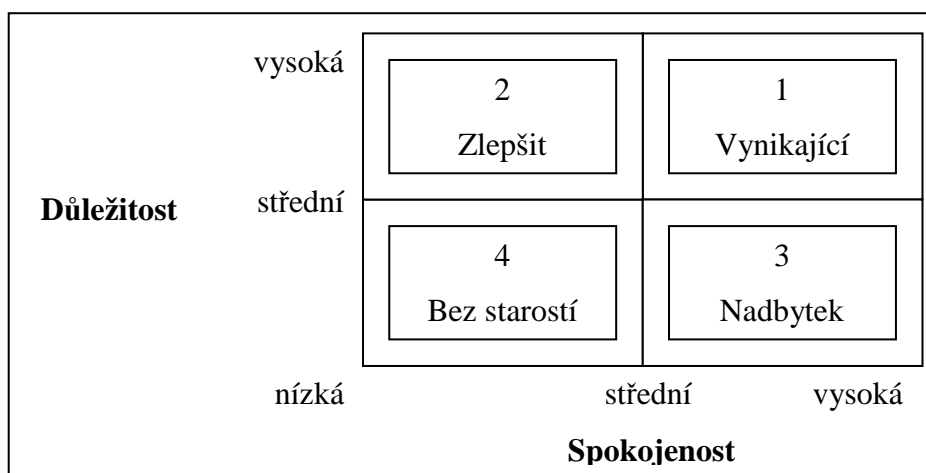 vysoká
2
Zlepšit
1
Vynikající
Důležitost
střední
4
Bez starostí
3
Nadbytek
nízká
střední
vysoká
Spokojenost